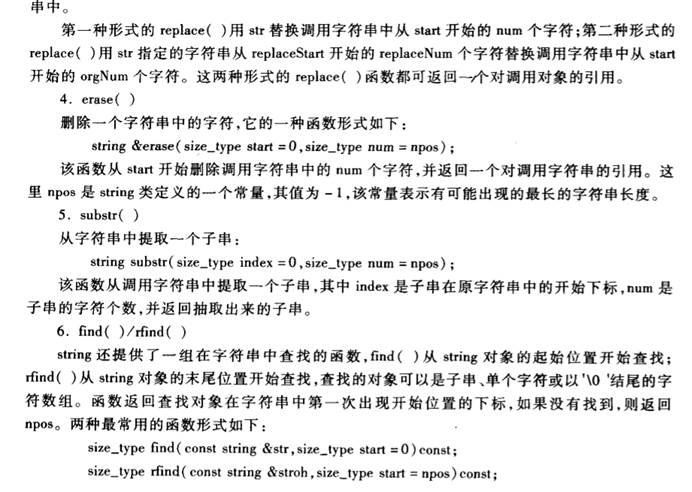 串中。
第一种形式的 replace( )用 str 替换调用字符串中从 start 开始的 num 个字符;第二种形式的
replace( )用 str 指定的字符串从 replaceStart 开始的 replaceNum 个字符替换调用字符串中从 start
开始的 orgNum 个字符。这两种形式的 replace( )函数都可返回一个对调用对象的引用。
4. erase( )
删除一个字符串中的字符,它的一种函数形式如下:
string &erase(size_type start=0,size_type num=npos);
该函数从 start 开始删除调用字符串中的 num 个字符,并返回一个对调用字符串的引用。这
里 npos 是 string 类定义的一个常量,其值为 -1,该常量表示有可能出现的最长的字符串长度。
5. substr( )
从字符串中提取一个子串:
string substr(size_type index=0,size_type num=npos);
该函数从调用字符串中提取一个子串,其中 index 是子串在原字符串中的开始下标,num 是
子串的字符个数,并返回抽取出来的子串。
6. find( )/rfind( )
string 还提供了一组在字符串中查找的函数,find( )从 string 对象的起始位置开始查找;
rfind( )从 string 对象的末尾位置开始查找,查找的对象可以是子串、单个字符或以'\0 '结尾的字
符数组。函数返回查找对象在字符串中第一次出现开始位置的下标,如果没有找到,则返回
npos。两种最常用的函数形式如下:
size_type find(const string &str,size_type start=0)const;
size_type rfind(const string &stroh,size_type start=npos)const;